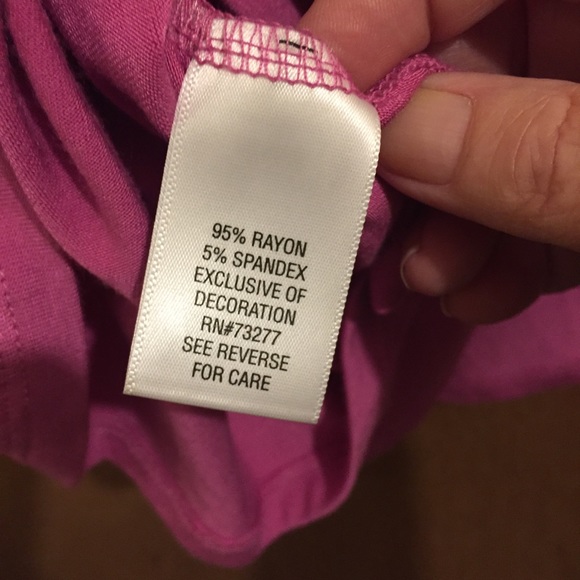 95% RAYON
5% SPANDEX
EXCLUSIVE OF
DECORATION
RN#73277
SEE REVERSE
FOR CARE